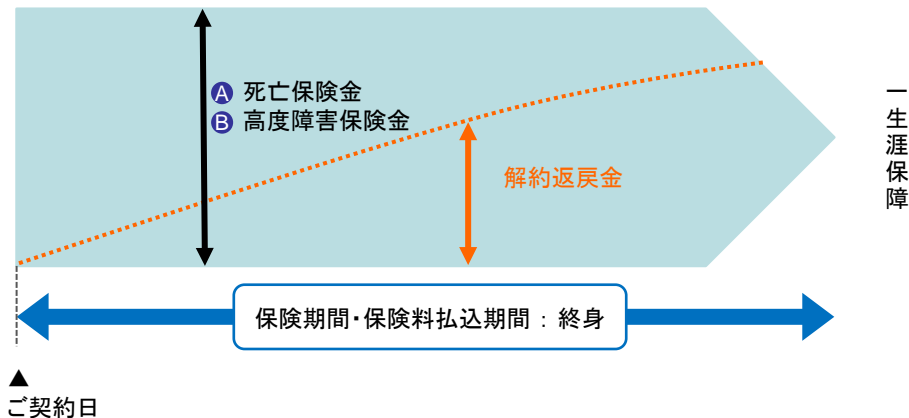 A 死亡保険金
B 高度障害保険金
解約返戻金
一生涯保障
保険期間・保険料払込期間 : 終身
▲
ご契約日